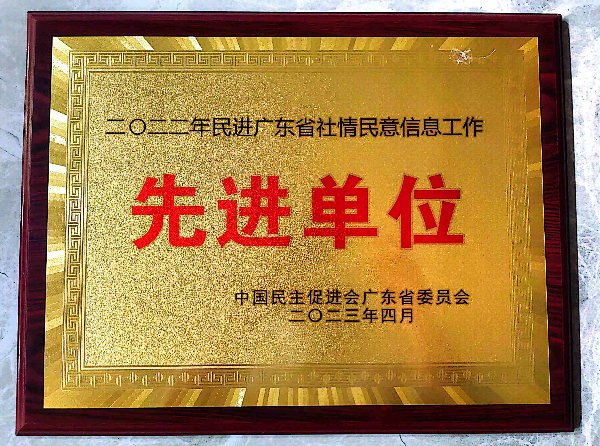 二〇二二年民进广东省社情民意信息工作
先进单位
中国民主促进会广东省委员会
二〇二三年四月